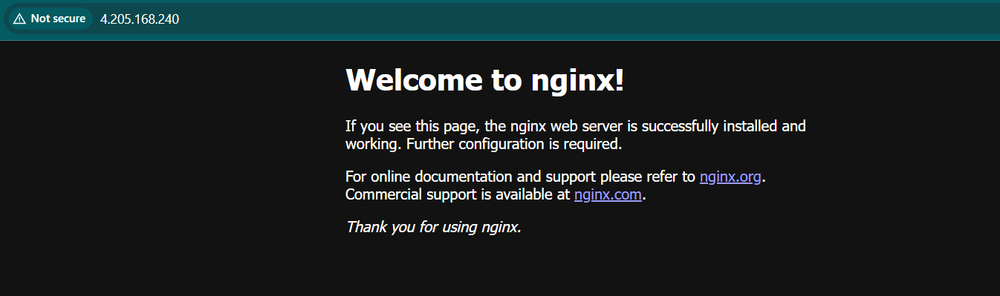 Not secure 4.205.168.240
Welcome to nginx!
If you see this page, the nginx web server is successfully installed and
working. Further configuration is required.
For online documentation and support please refer to nginx.org.
Commercial support is available at nginx.com.
Thank you for using nginx.